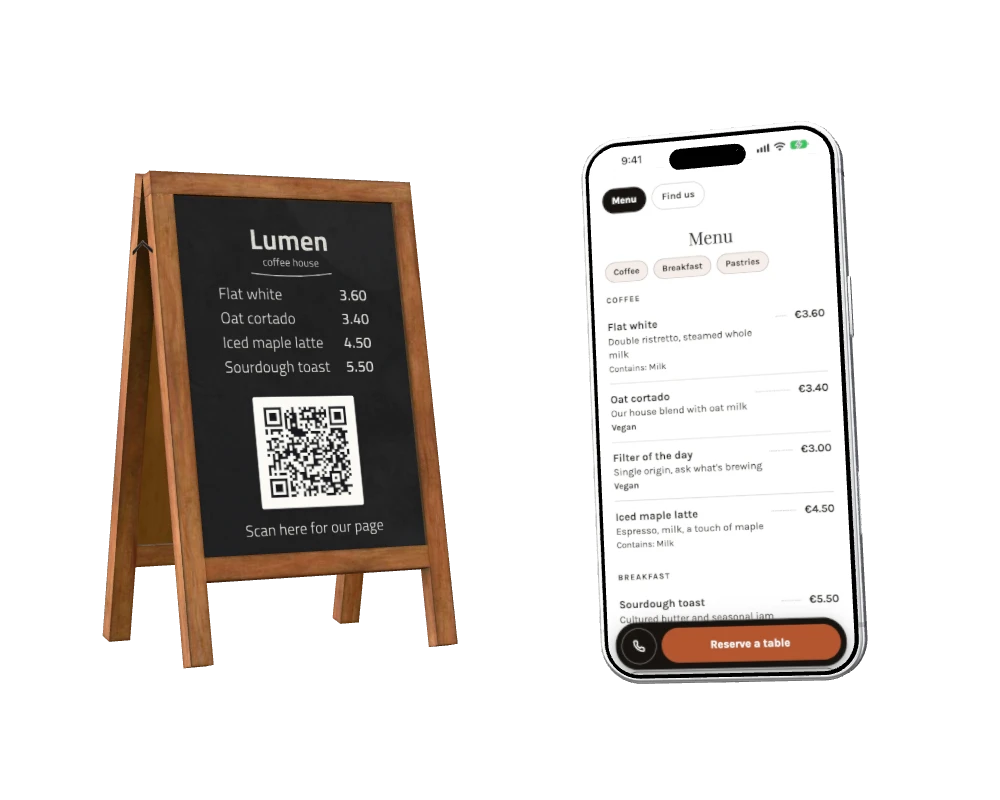 Lumen
coffee house
Flat white 3.60
Oat cortado 3.40
Iced maple latte 4.50
Sourdough toast 5.50
Scan here for our page
9:41
Menu Find us
Menu
Coffee Breakfast Pastries
COFFEE
Flat white €3.60
Double ristretto, steamed whole
milk
Contains: Milk
Oat cortado €3.40
Our house blend with oat milk
Vegan
Filter of the day €3.00
Single origin, ask what's brewing
Vegan
Iced maple latte €4.50
Espresso, milk, a touch of maple
Contains: Milk
BREAKFAST
Sourdough toast €5.50
Cultured butter and seasonal jam
Reserve a table